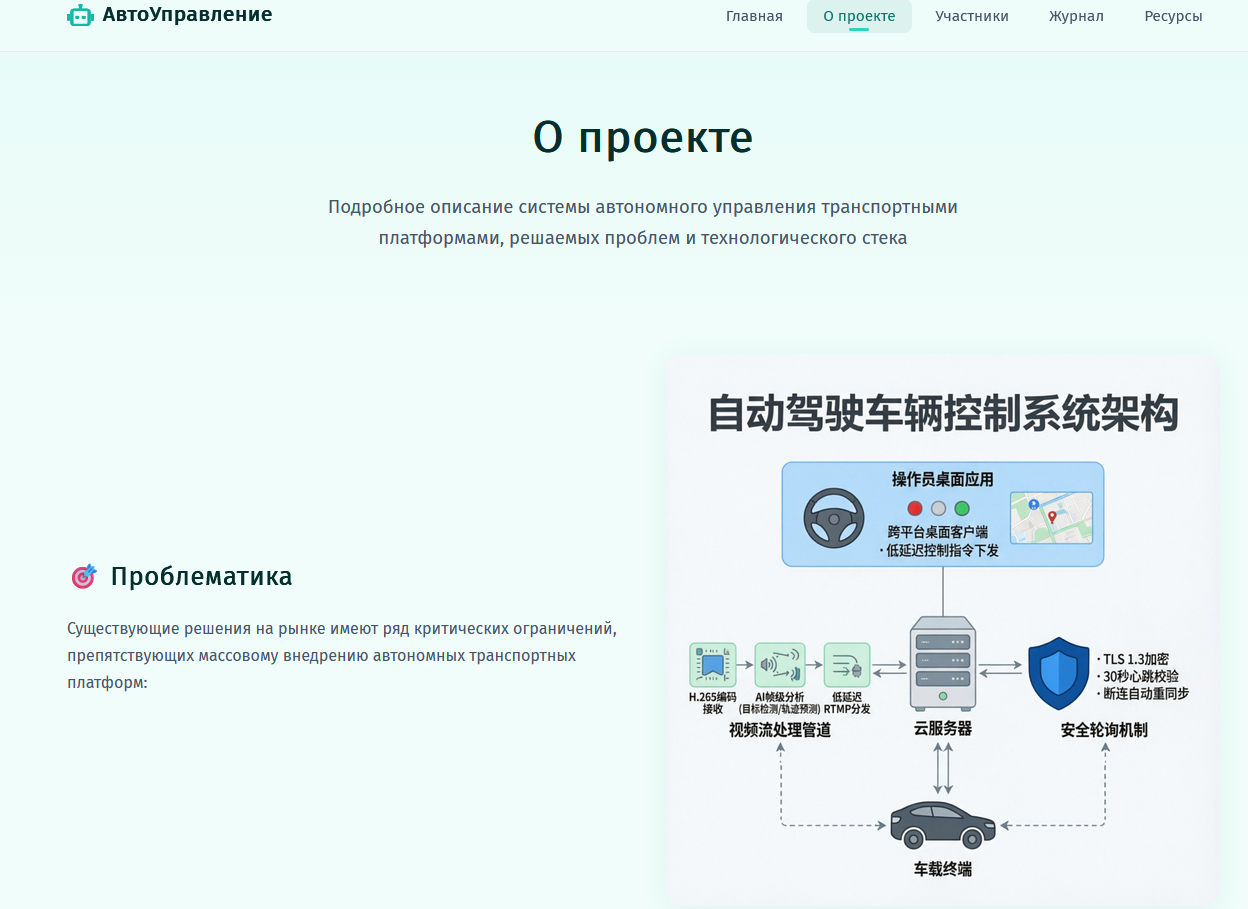 АвтоУправление
Главная
О проекте
Участники
Журнал
Ресурсы
О проекте
Подробное описание системы автономного управления транспортными
платформами, решаемых проблем и технологического стека
Проблематика
Существующие решения на рынке имеют ряд критических ограничений,
препятствующих массовому внедрению автономных транспортных
платформ:
自动驾驶车辆控制系统架构
操作员桌面应用
跨平台桌面客户端
· 低延迟控制指令下发
H.265编码
接收
AI帧级分析
(目标检测/轨迹预测)
低延迟
RTMP分发
视频流处理管道
云服务器
· TLS 1.3加密
· 30秒心跳校验
· 断连自动重同步
安全轮询机制
车载终端